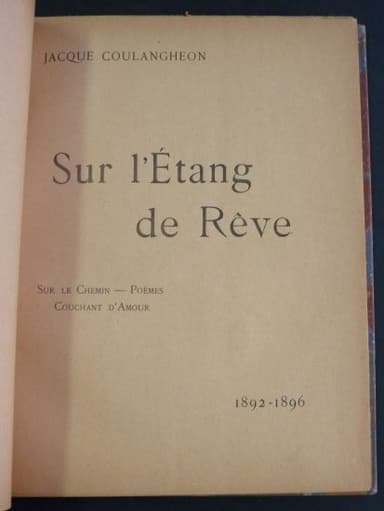 JACQUE COULANGHEON
Sur l'Étang
de Rêve
Sur le Chemin — Poèmes
Couchant d'Amour
1892-1896